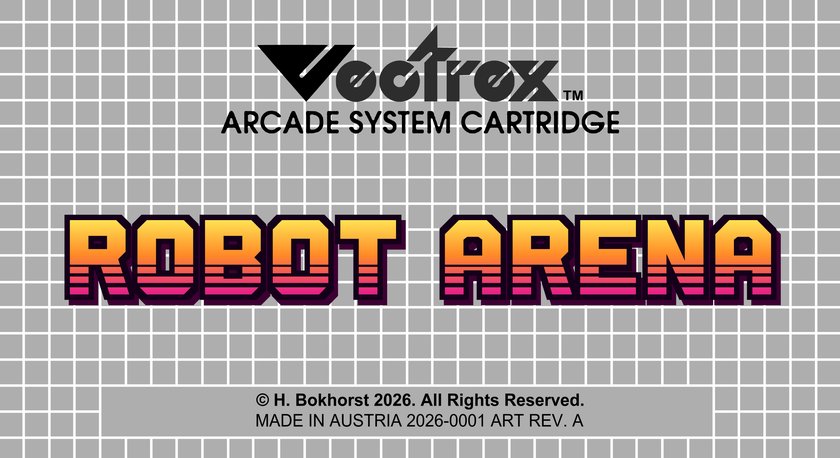 Vectrex™
ARCADE SYSTEM CARTRIDGE
ROBOT ARENA
© H. Bokhorst 2026. All Rights Reserved.
MADE IN AUSTRIA 2026-0001 ART REV. A